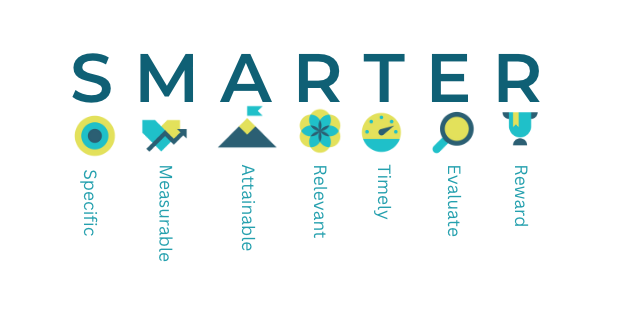 SMARTER
Specific
Measurable
Attainable
Relevant
Timely
Evaluate
Reward